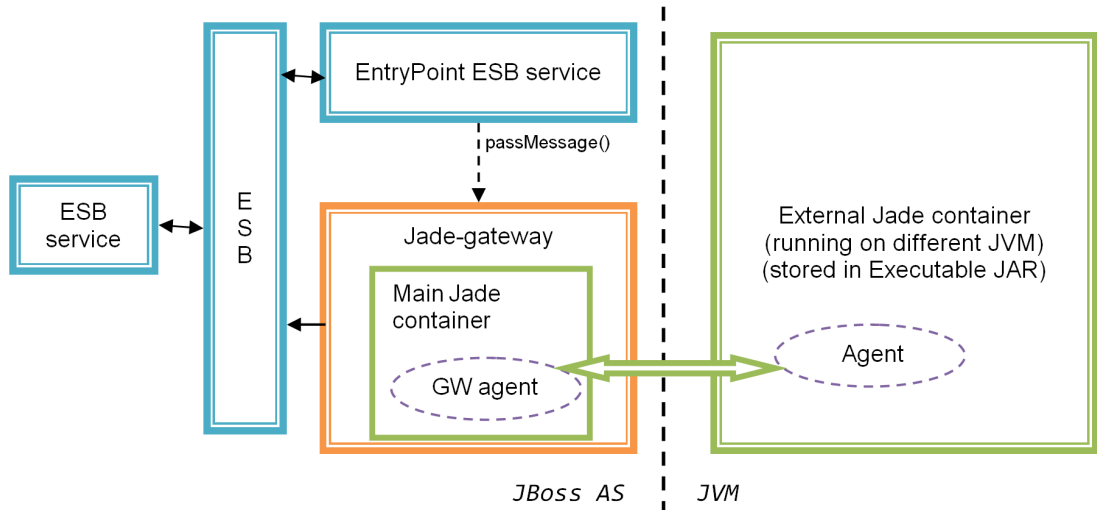 EntryPoint ESB service
passMessage()
ESB
service
E
S
B
Jade-gateway
Main Jade
container
GW agent
External Jade container
(running on different JVM)
(stored in Executable JAR)
Agent
JBoss AS
JVM